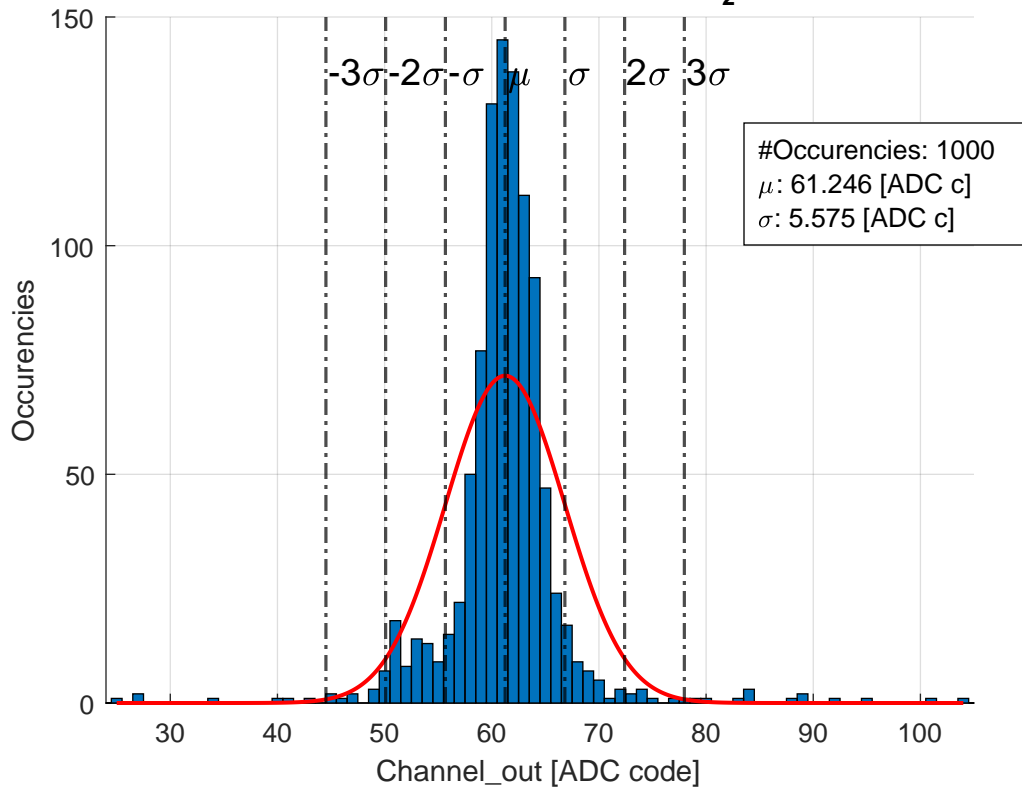 2
150
-3σ -2σ -σ μ σ 2σ 3σ
#Occurencies: 1000
μ: 61.246 [ADC c]
σ: 5.575 [ADC c]
100
50
0
Occurencies
30 40 50 60 70 80 90 100
Channel_out [ADC code]